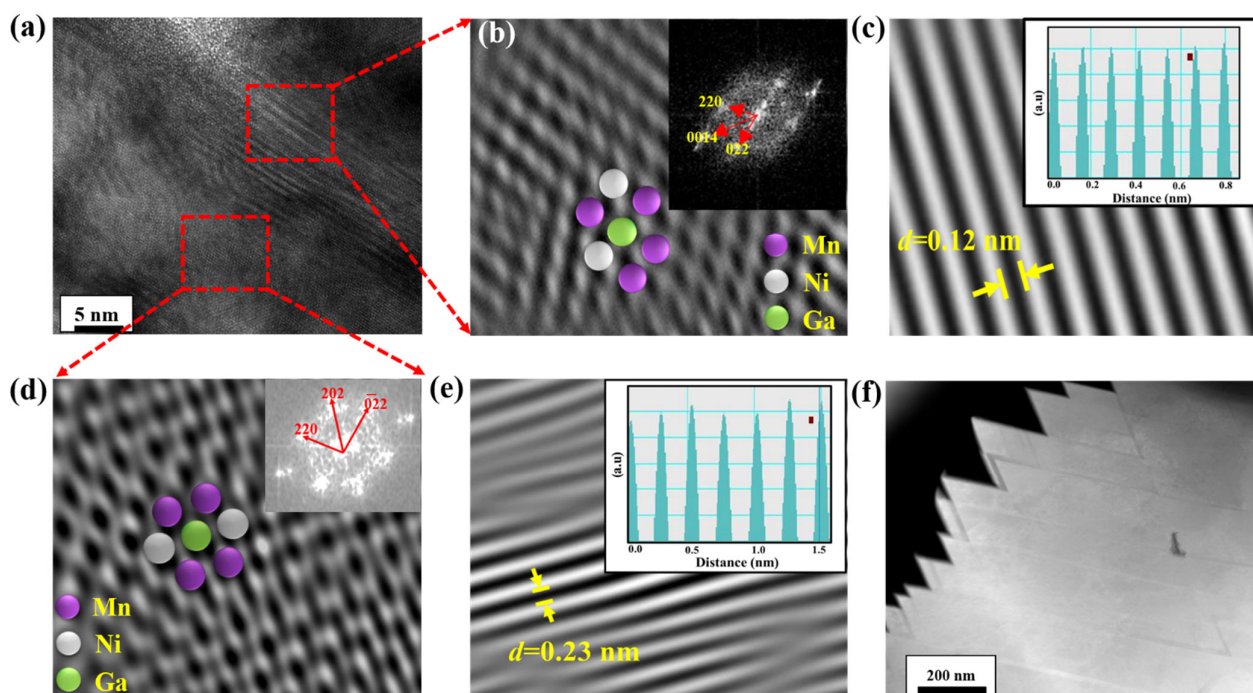 (a)
5 nm
(b)
220
0014
022
Mn
Ni
Ga
(c)
d=0.12 nm
(a.u)
0.0 0.2 0.4 0.6 0.8
Distance (nm)
(d)
202
022
220
Mn
Ni
Ga
(e)
(a.u)
0.0 0.5 1.0 1.5
Distance (nm)
d=0.23 nm
(f)
200 nm